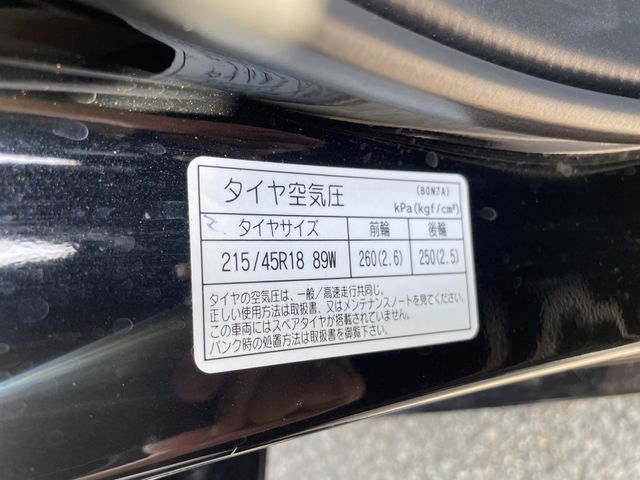 タイヤ空気圧
(B0N7A)
kPa(kgf/cm²)
タイヤサイズ 前輪 後輪
215/45R18 89W 260(2.6) 250(2.5)
タイヤの空気圧は、一般/高速走行共同じ。
正しい使用方法は取扱書、又はメンテナンスノートを見てください。
この車両にはスペアタイヤが搭載されていません。
パンク時の処置方法は取扱書を御覧下さい。